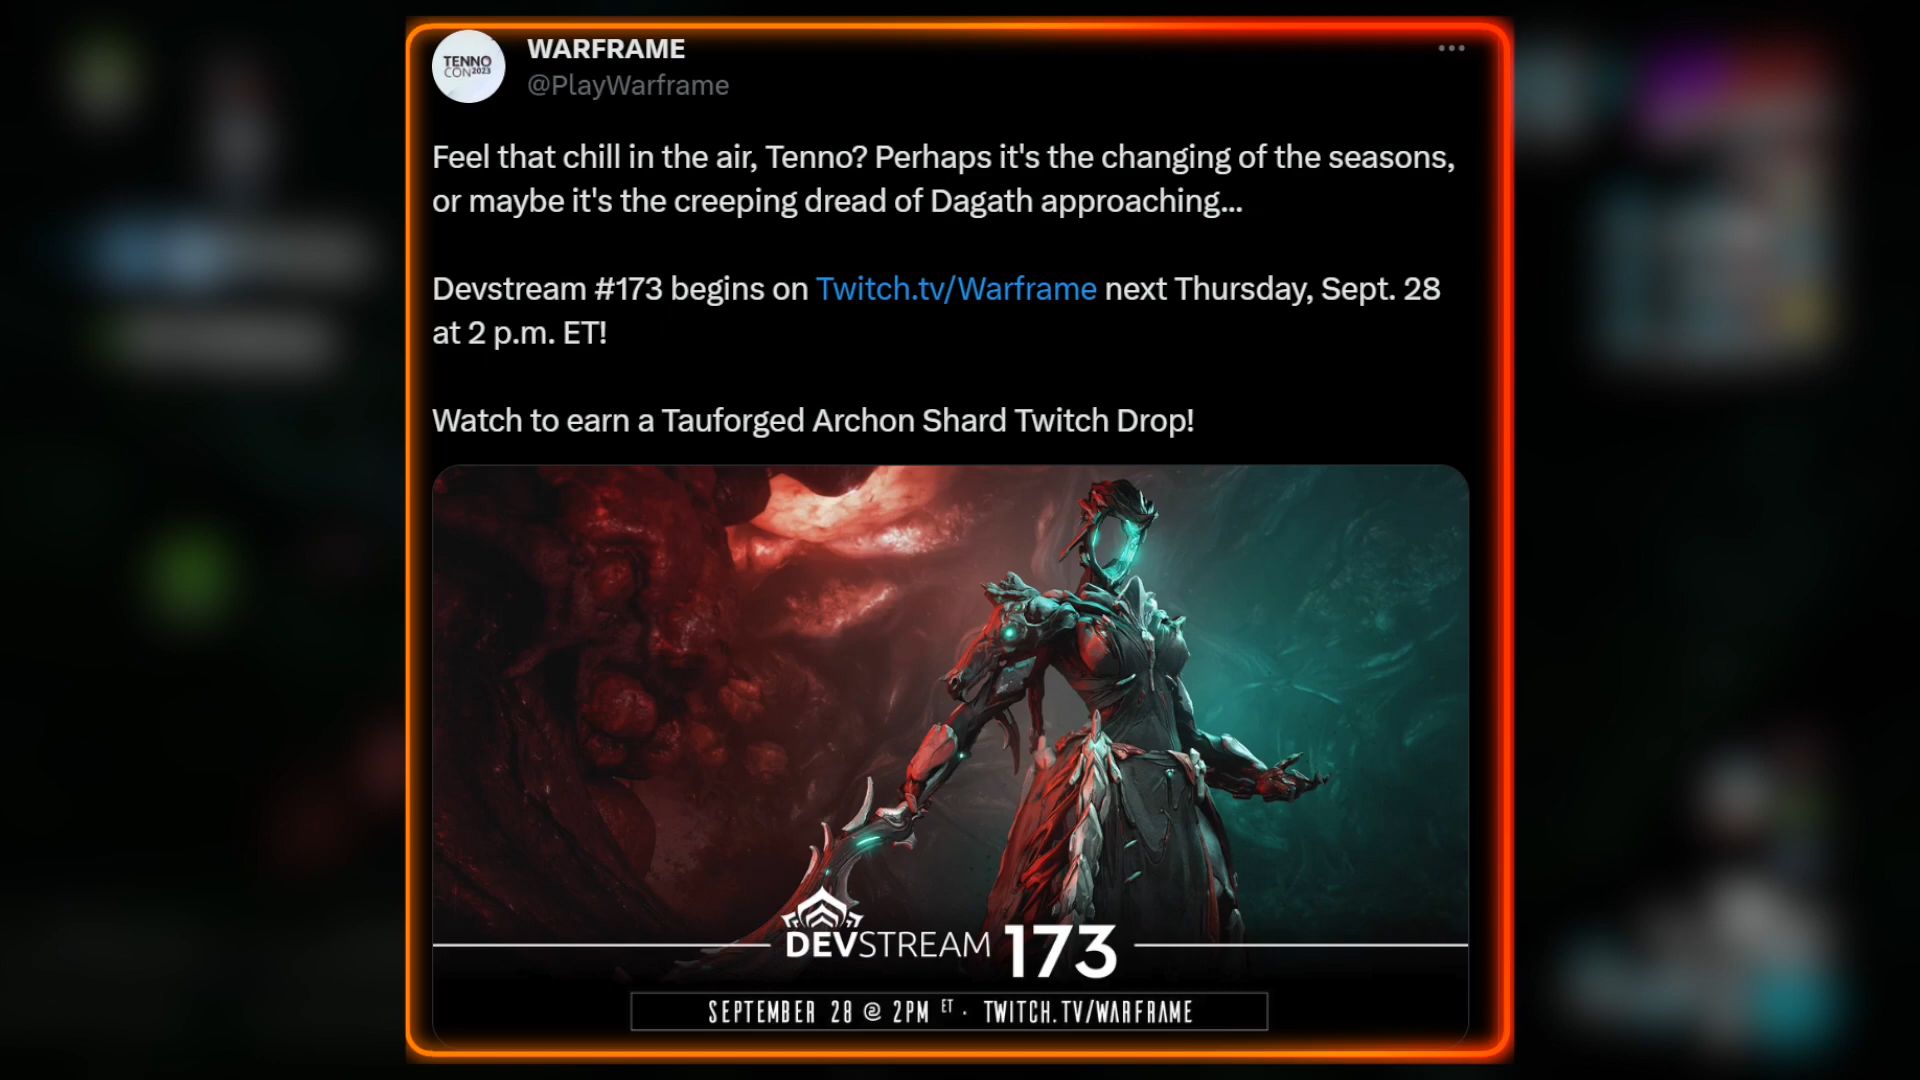 TENNO
CON2023
WARFRAME
@PlayWarframe
Feel that chill in the air, Tenno? Perhaps it's the changing of the seasons,
or maybe it's the creeping dread of Dagath approaching...
Devstream #173 begins on Twitch.tv/Warframe next Thursday, Sept. 28
at 2 p.m. ET!
Watch to earn a Tauforged Archon Shard Twitch Drop!
DEVSTREAM 173
SEPTEMBER 28 @ 2PM ET · TWITCH.TV/WARFRAME